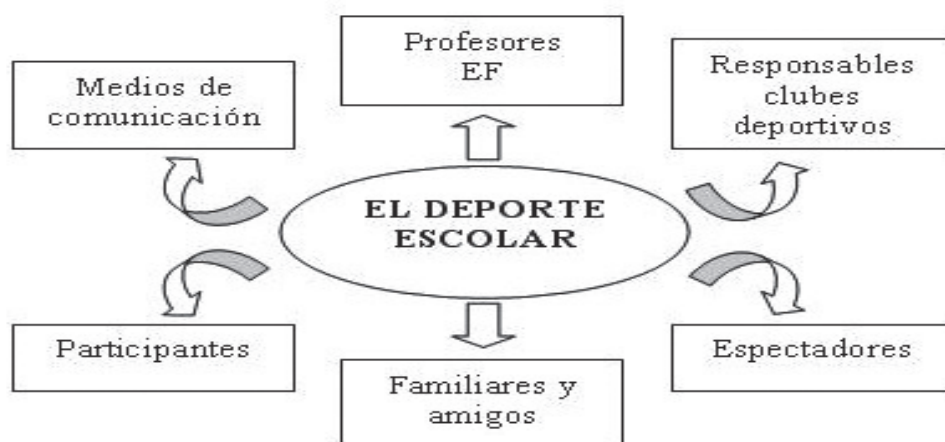 Profesores
EF
Medios de
comunicación
Responsables
clubes
deportivos
EL DEPORTE
ESCOLAR
Participantes
Familiares y
amigos
Espectadores